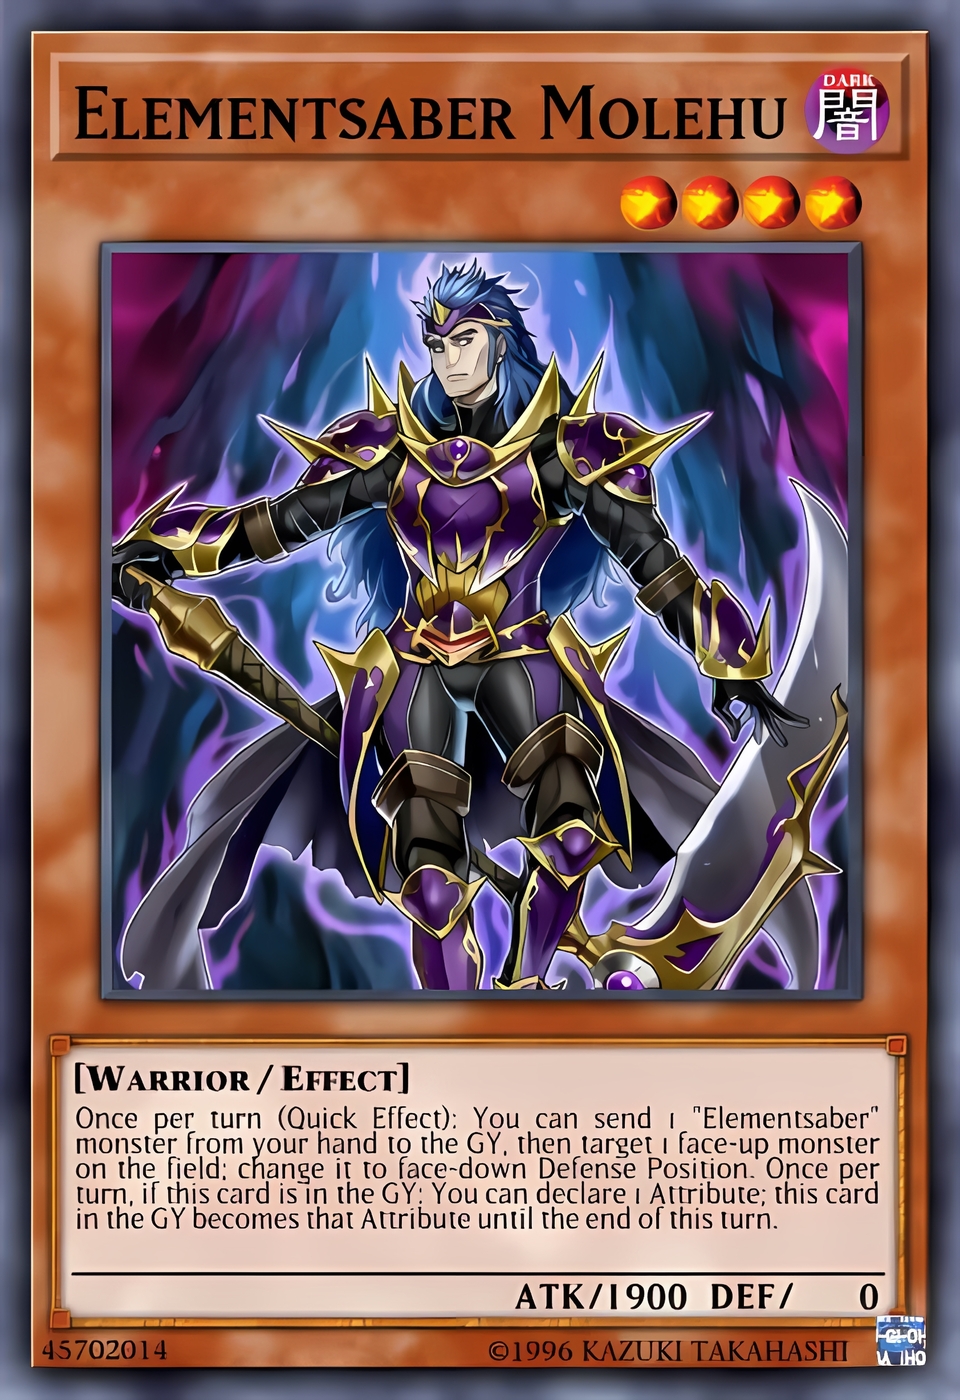 ELEMENTSABER MOLEHU
DARK
闇
[WARRIOR / EFFECT]
Once per turn (Quick Effect): You can send 1 "Elementsaber"
monster from your hand to the GY, then target 1 face-up monster
on the field; change it to face-down Defense Position. Once per
turn, if this card is in the GY: You can declare 1 Attribute; this card
in the GY becomes that Attribute until the end of this turn.
ATK/1900 DEF/ 0
45702014 ©1996 KAZUKI TAKAHASHI